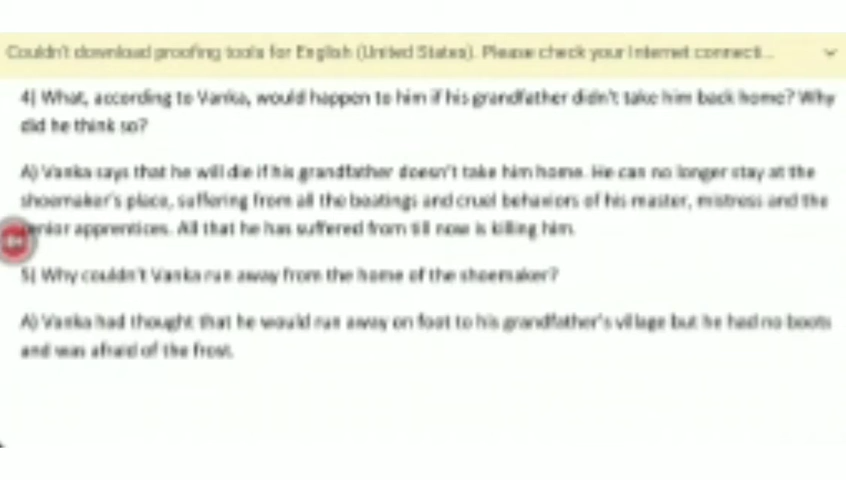 Couldn't download proofing tools for English (United States). Please check your Internet connecti...
4) What, according to Vanka, would happen to him if his grandfather didn't take him back home? Why
did he think so?
A) Vanka says that he will die if his grandfather doesn't take him home. He can no longer stay at the
shoemaker's place, suffering from all the beatings and cruel behaviors of his master, mistress and the
apprentices. All that he has suffered from till now is killing him.
5) Why couldn't Vanka run away from the home of the shoemaker?
A) Vanka had thought that he would run away on foot to his grandfather's village but he had no boots
and was afraid of the frost.